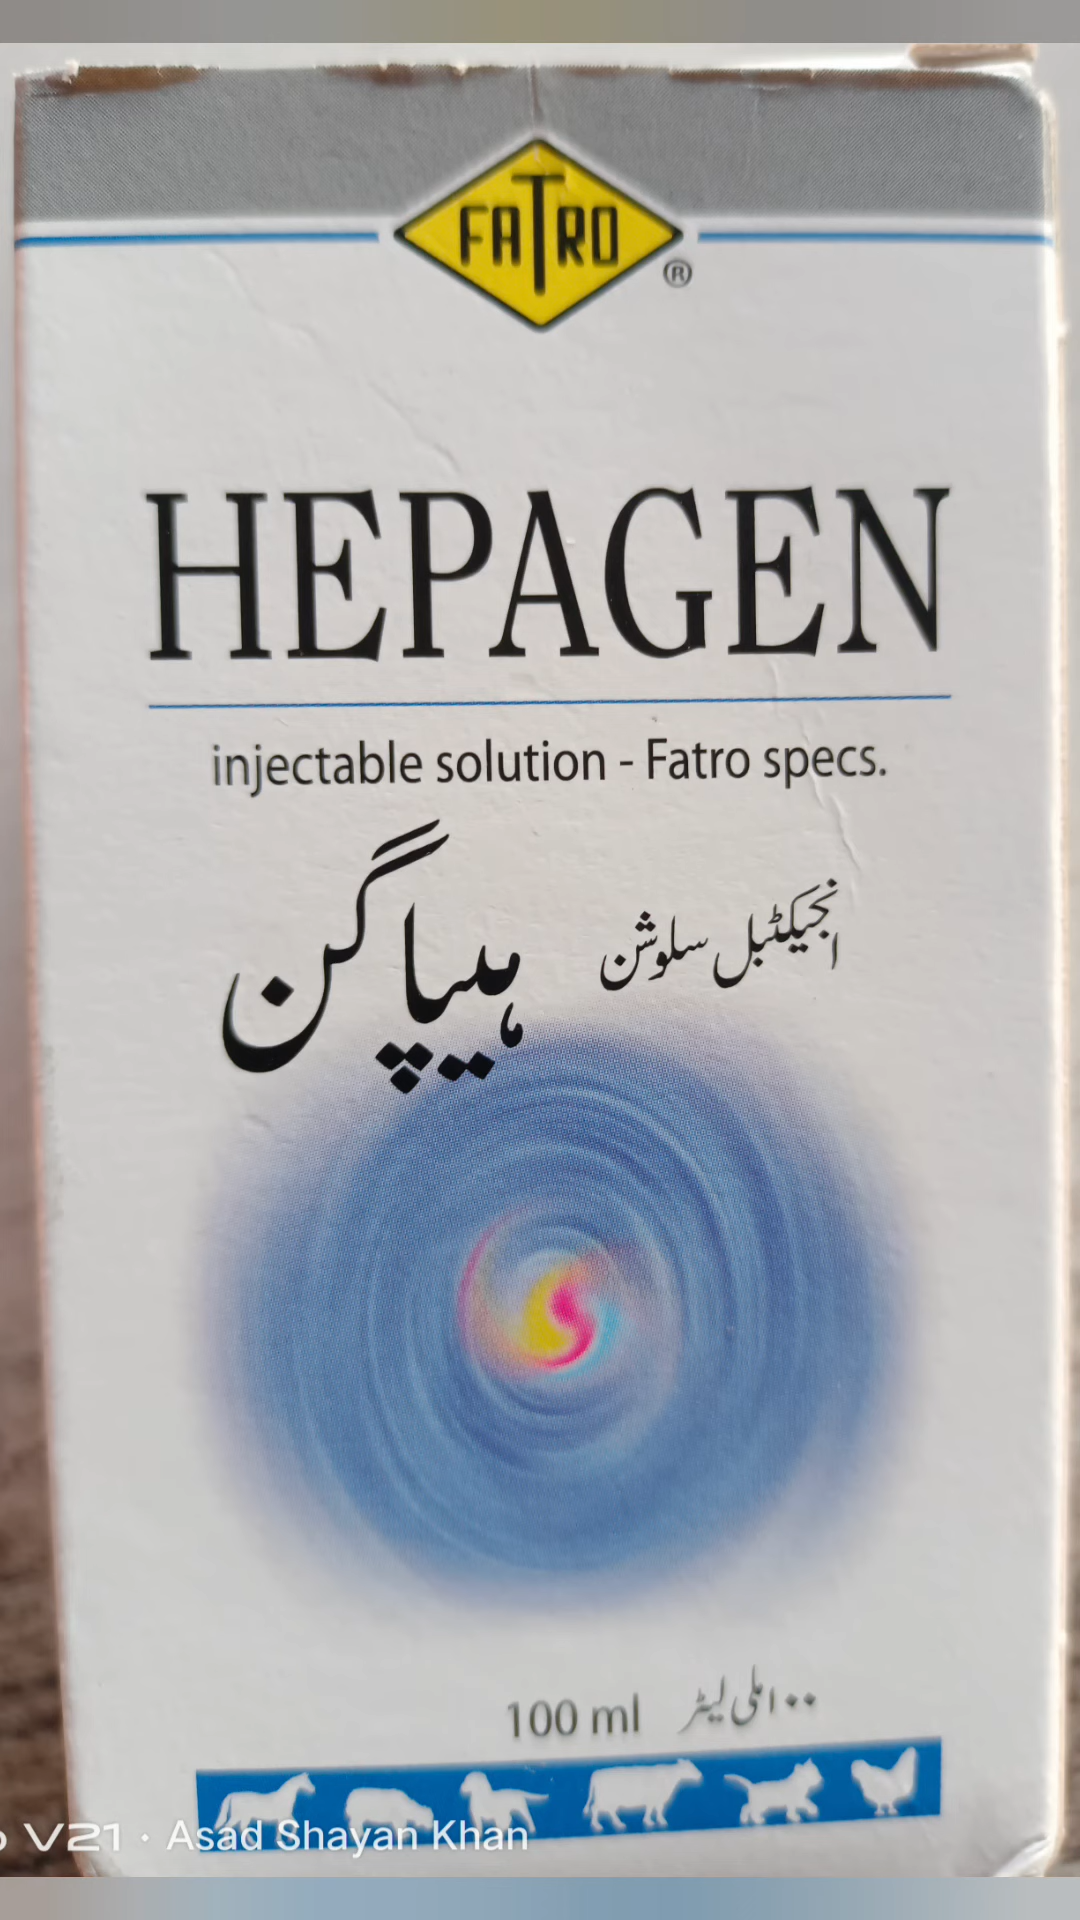 FATRO
®
HEPAGEN
injectable solution - Fatro specs.
ہیپاگن انجیکٹبل سلوشن
100 ml ۱۰۰ ملی لیٹر
V21 · Asad Shayan Khan